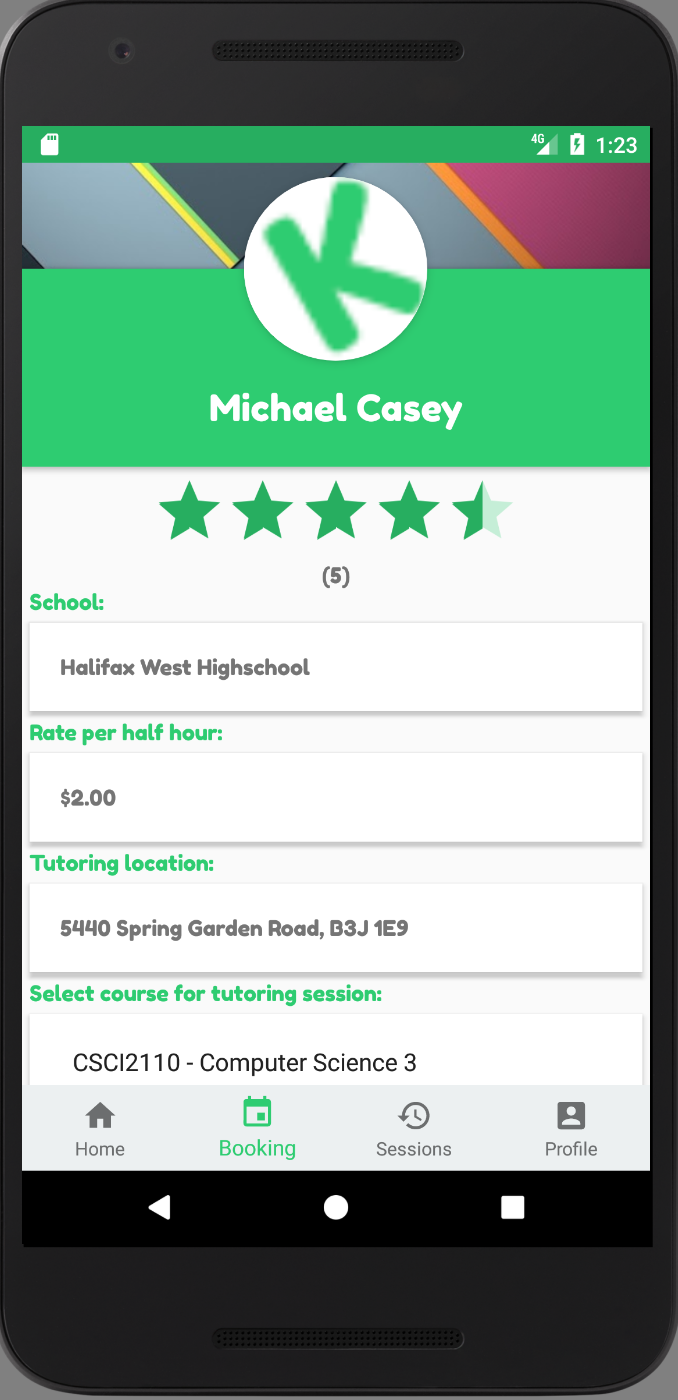 4G 1:23
K
Michael Casey
(5)
School:
Halifax West Highschool
Rate per half hour:
$2.00
Tutoring location:
5440 Spring Garden Road, B3J 1E9
Select course for tutoring session:
CSCI2110 - Computer Science 3
Home Booking Sessions Profile